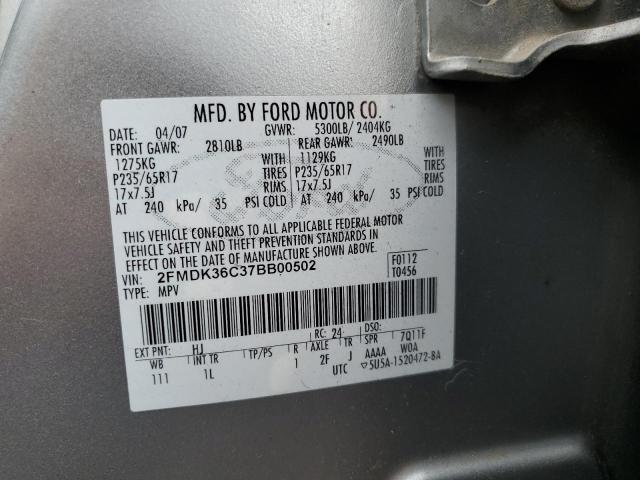 MFD. BY FORD MOTOR CO.
DATE: 04/07 GVWR: 5300LB/ 2404KG
FRONT GAWR: 2810LB REAR GAWR: 2490LB
1275KG WITH 1129KG WITH
P235/65R17 TIRES P235/65R17 TIRES
17x7.5J RIMS 17x7.5J RIMS
AT 240 kPa/ 35 PSI COLD AT 240 kPa/ 35 PSI COLD
THIS VEHICLE CONFORMS TO ALL APPLICABLE FEDERAL MOTOR
VEHICLE SAFETY AND THEFT PREVENTION STANDARDS IN
EFFECT ON THE DATE OF MANUFACTURE SHOWN ABOVE.
VIN: 2FMDK36C37BB00502 F0112
TYPE: MPV T0456
EXT PNT: HJ RC: 24 DSO:
WB INT TR TP/PS R AXLE TR SPR 7Q11F
111 1L 1 2F J AAAA W0A
UTC 5U5A-1520472-BA